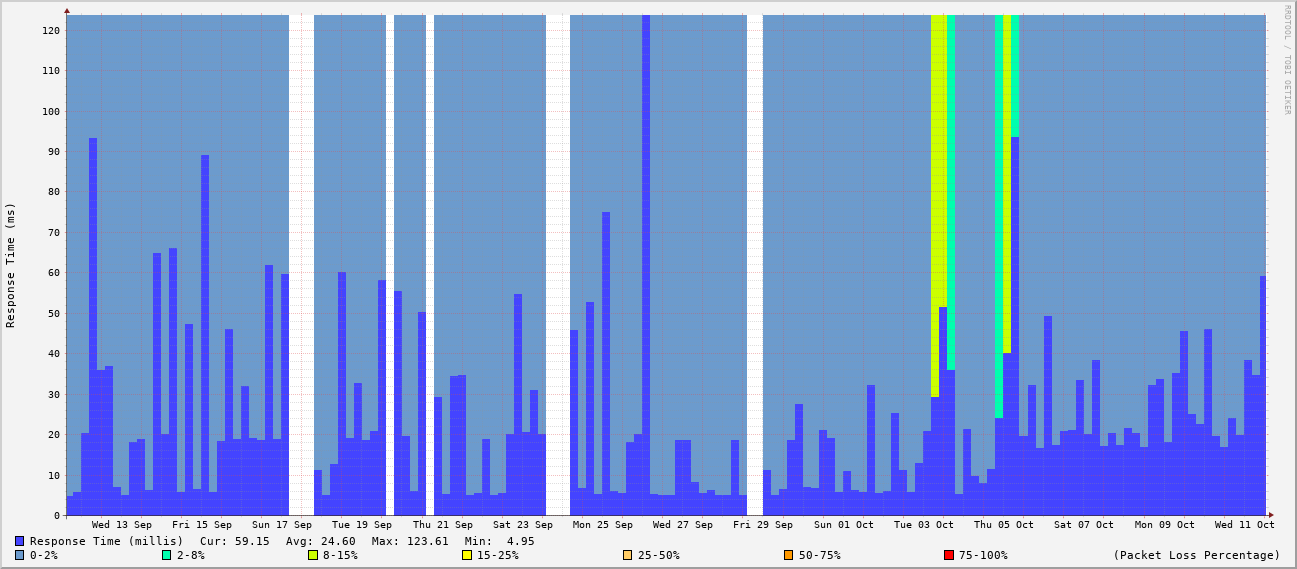 RRDTOOL / TOBI OETIKER
Response Time (ms)
120
110
100
90
80
70
60
50
40
30
20
10
0
Wed 13 Sep Fri 15 Sep Sun 17 Sep Tue 19 Sep Thu 21 Sep Sat 23 Sep Mon 25 Sep Wed 27 Sep Fri 29 Sep Sun 01 Oct Tue 03 Oct Thu 05 Oct Sat 07 Oct Mon 09 Oct Wed 11 Oct
Response Time (millis) Cur: 59.15 Avg: 24.60 Max: 123.61 Min: 4.95
0-2% 2-8% 8-15% 15-25% 25-50% 50-75% 75-100% (Packet Loss Percentage)